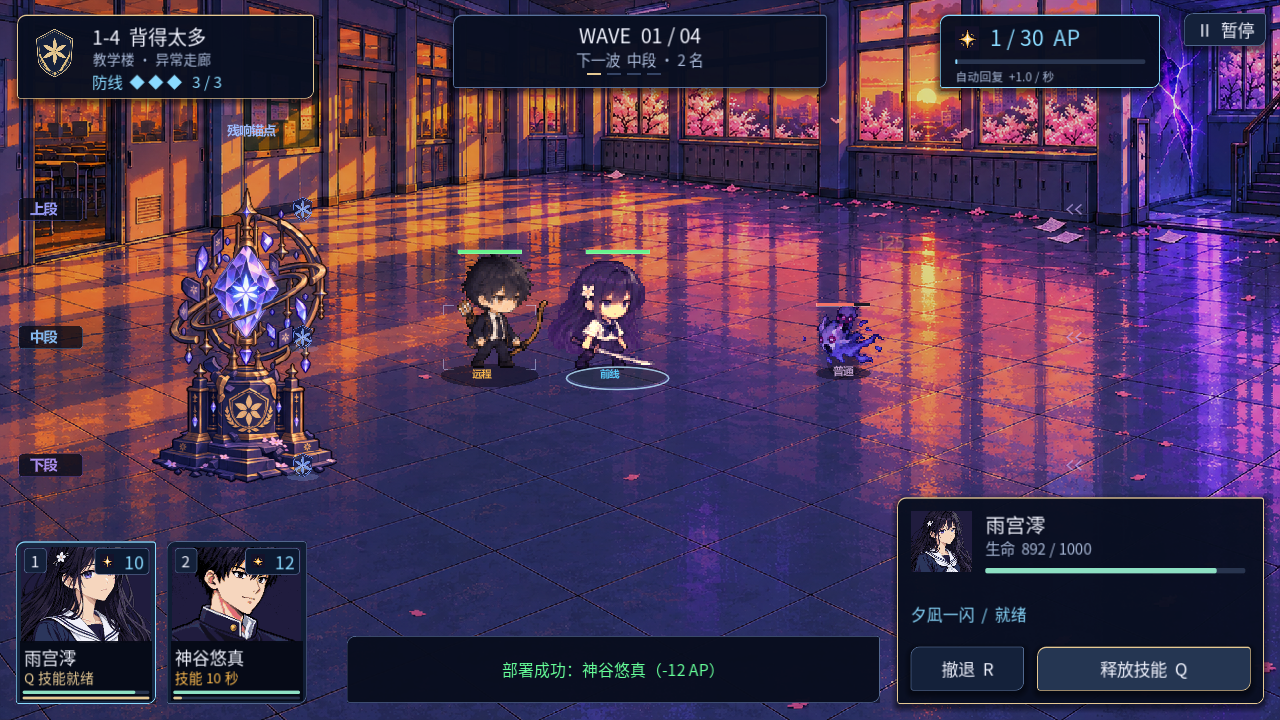 1-4 背得太多
教学楼 · 异常走廊
防线 3 / 3
WAVE 01 / 04
下一波 中段 · 2 名
1 / 30 AP
自动回复 +1.0 / 秒
暂停
残响锚点
上段
中段
下段
125
远程
前线
普通
1
10
雨宫澪
Q 技能就绪
2
12
神谷悠真
技能 10 秒
部署成功：神谷悠真（-12 AP）
雨宫澪
生命 892 / 1000
夕凪一闪 / 就绪
撤退 R
释放技能 Q